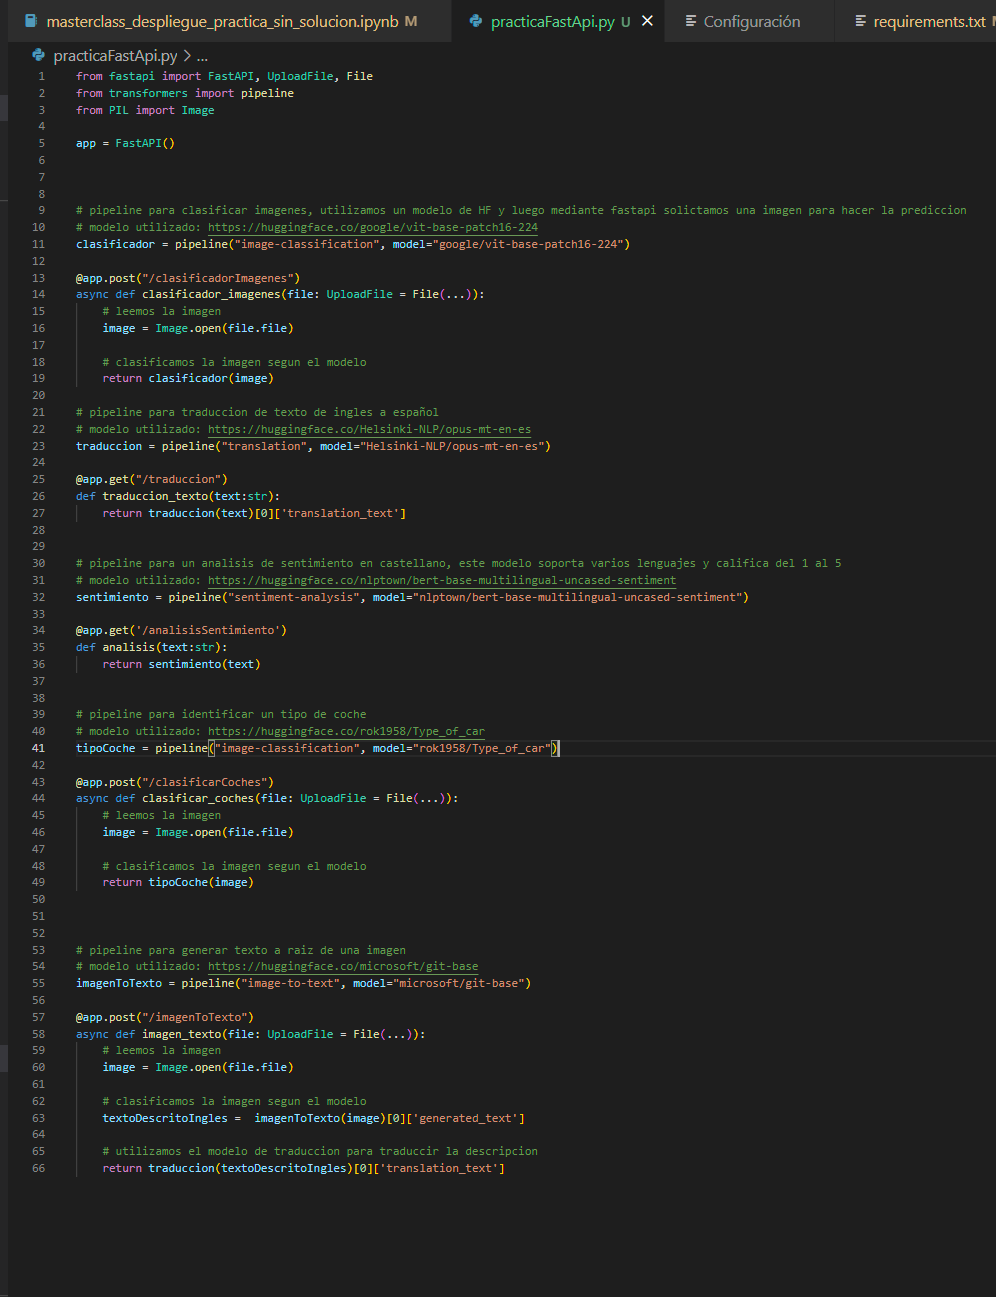 masterclass_despliegue_practica_sin_solucion.ipynb M
practicaFastApi.py U
Configuración
requirements.txt
practicaFastApi.py > ...
1 from fastapi import FastAPI, UploadFile, File
2 from transformers import pipeline
3 from PIL import Image
4
5 app = FastAPI()
6
7
8
9 # pipeline para clasificar imagenes, utilizamos un modelo de HF y luego mediante fastapi solictamos una imagen para hacer la prediccion
10 # modelo utilizado: https://huggingface.co/google/vit-base-patch16-224
11 clasificador = pipeline("image-classification", model="google/vit-base-patch16-224")
12
13 @app.post("/clasificadorImagenes")
14 async def clasificador_imagenes(file: UploadFile = File(...)):
15     # leemos la imagen
16     image = Image.open(file.file)
17
18     # clasificamos la imagen segun el modelo
19     return clasificador(image)
20
21 # pipeline para traduccion de texto de ingles a español
22 # modelo utilizado: https://huggingface.co/Helsinki-NLP/opus-mt-en-es
23 traduccion = pipeline("translation", model="Helsinki-NLP/opus-mt-en-es")
24
25 @app.get("/traduccion")
26 def traduccion_texto(text:str):
27     return traduccion(text)[0]['translation_text']
28
29
30 # pipeline para un analisis de sentimiento en castellano, este modelo soporta varios lenguajes y califica del 1 al 5
31 # modelo utilizado: https://huggingface.co/nlptown/bert-base-multilingual-uncased-sentiment
32 sentimiento = pipeline("sentiment-analysis", model="nlptown/bert-base-multilingual-uncased-sentiment")
33
34 @app.get('/analisisSentimiento')
35 def analisis(text:str):
36     return sentimiento(text)
37
38
39 # pipeline para identificar un tipo de coche
40 # modelo utilizado: https://huggingface.co/rok1958/Type_of_car
41 tipoCoche = pipeline("image-classification", model="rok1958/Type_of_car")
42
43 @app.post("/clasificarCoches")
44 async def clasificar_coches(file: UploadFile = File(...)):
45     # leemos la imagen
46     image = Image.open(file.file)
47
48     # clasificamos la imagen segun el modelo
49     return tipoCoche(image)
50
51
52
53 # pipeline para generar texto a raiz de una imagen
54 # modelo utilizado: https://huggingface.co/microsoft/git-base
55 imagenToTexto = pipeline("image-to-text", model="microsoft/git-base")
56
57 @app.post("/imagenToTexto")
58 async def imagen_texto(file: UploadFile = File(...)):
59     # leemos la imagen
60     image = Image.open(file.file)
61
62     # clasificamos la imagen segun el modelo
63     textoDescritoIngles =  imagenToTexto(image)[0]['generated_text']
64
65     # utilizamos el modelo de traduccion para traduccir la descripcion
66     return traduccion(textoDescritoIngles)[0]['translation_text']